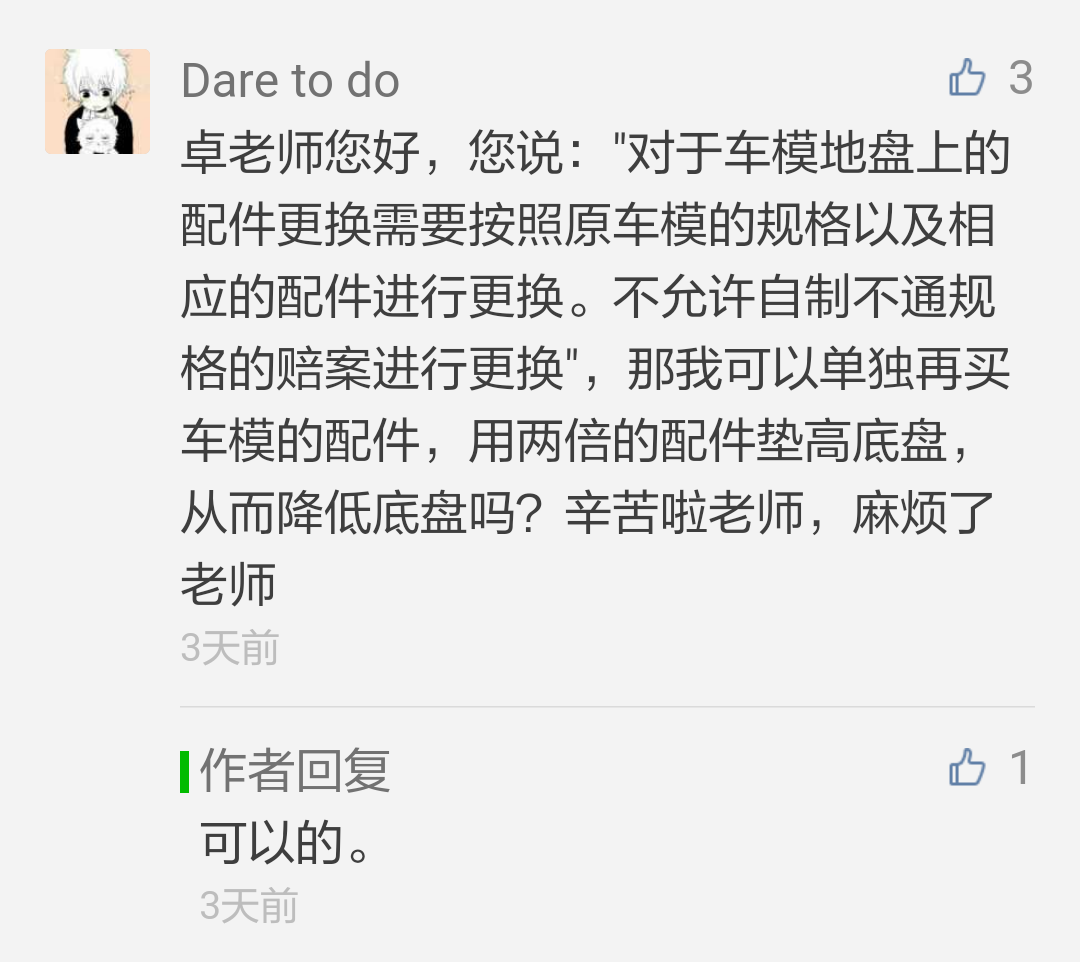 Dare to do
3
卓老师您好，您说："对于车模地盘上的
配件更换需要按照原车模的规格以及相
应的配件进行更换。不允许自制不通规
格的赔案进行更换"，那我可以单独再买
车模的配件，用两倍的配件垫高底盘，
从而降低底盘吗？辛苦啦老师，麻烦了
老师
3天前
作者回复
1
可以的。
3天前